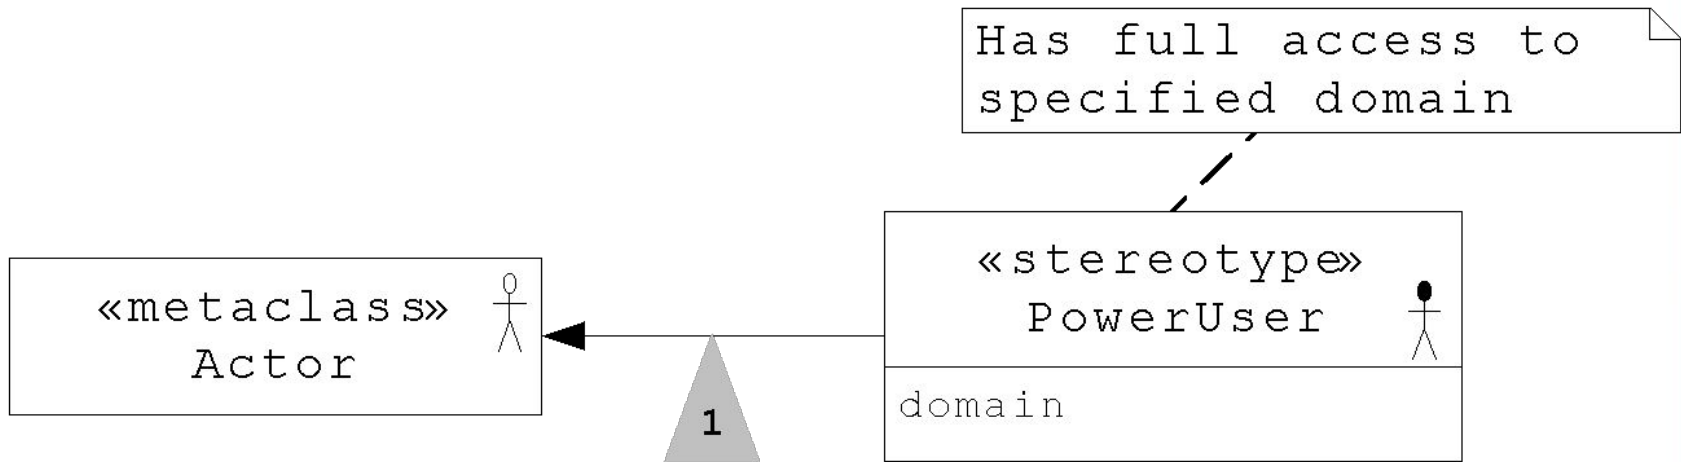 Has full access to
specified domain
«stereotype»
PowerUser
domain
«metaclass»
Actor
1